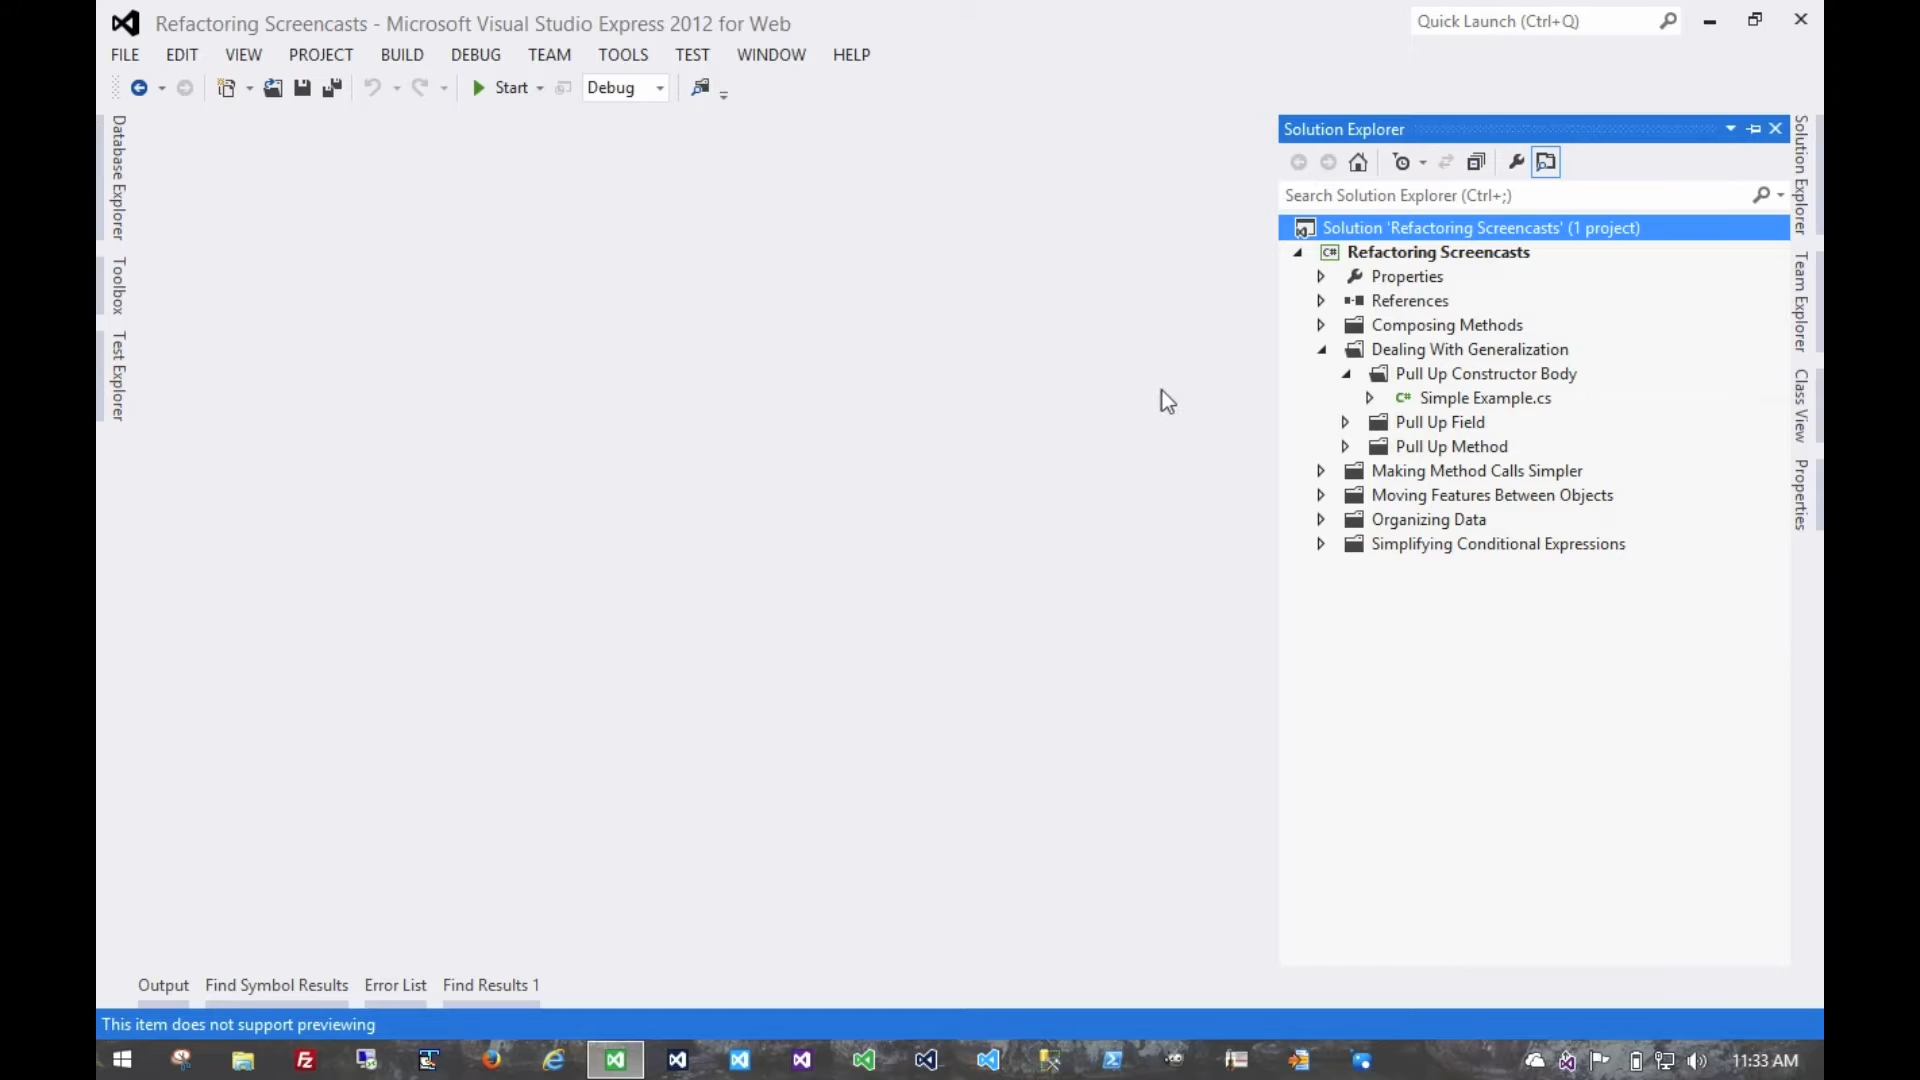 Refactoring Screencasts - Microsoft Visual Studio Express 2012 for Web
Quick Launch (Ctrl+Q)
FILE EDIT VIEW PROJECT BUILD DEBUG TEAM TOOLS TEST WINDOW HELP
Start Debug
Database Explorer
Toolbox
Test Explorer
Solution Explorer
Search Solution Explorer (Ctrl+;)
Solution 'Refactoring Screencasts' (1 project)
C# Refactoring Screencasts
Properties
References
Composing Methods
Dealing With Generalization
Pull Up Constructor Body
C# Simple Example.cs
Pull Up Field
Pull Up Method
Making Method Calls Simpler
Moving Features Between Objects
Organizing Data
Simplifying Conditional Expressions
Solution Explorer
Team Explorer
Class View
Properties
Output Find Symbol Results Error List Find Results 1
This item does not support previewing
FZ
11:33 AM